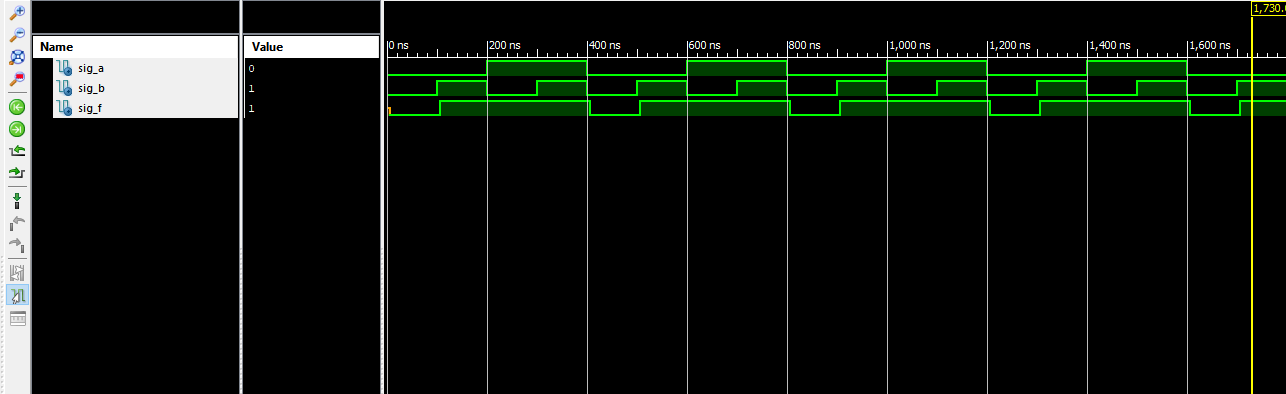 1,730.
Name Value
0 ns 200 ns 400 ns 600 ns 800 ns 1,000 ns 1,200 ns 1,400 ns 1,600 ns
sig_a 0
sig_b 1
sig_f 1